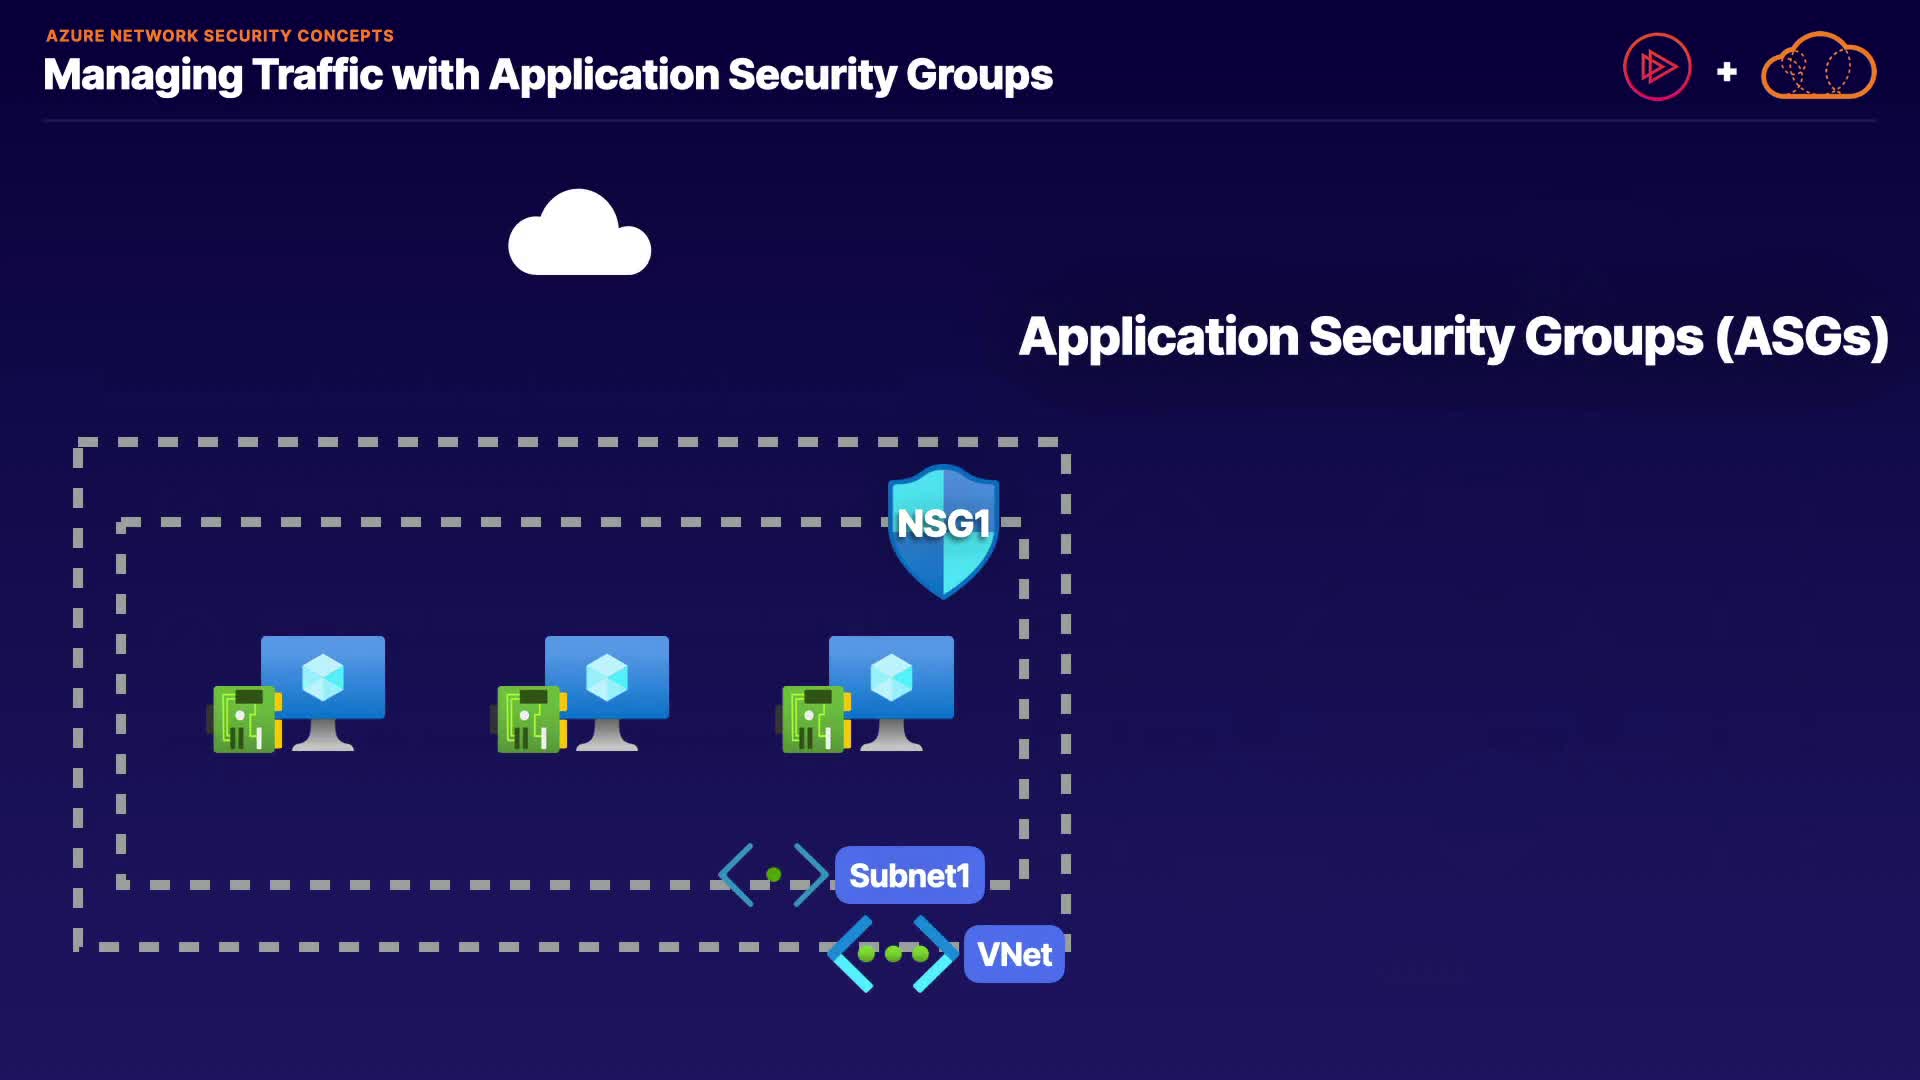 AZURE NETWORK SECURITY CONCEPTS
Managing Traffic with Application Security Groups
+
Application Security Groups (ASGs)
NSG1
Subnet1
VNet